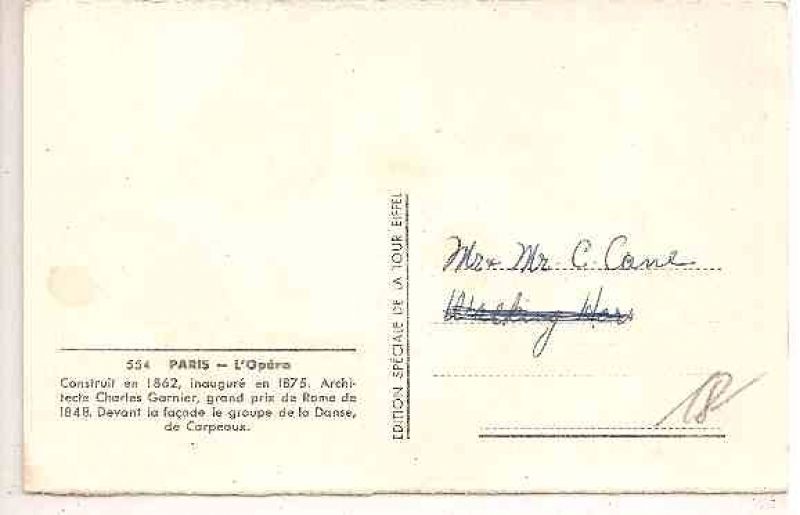 554 PARIS – L'Opéra
Construit en 1862, inauguré en 1875. Archi-
tecte Charles Garnier, grand prix de Rome de
1848. Devant la façade le groupe de la Danse,
de Carpeaux.
EDITION SPÉCIALE DE LA TOUR EIFFEL
Mr & Mr C. Cane